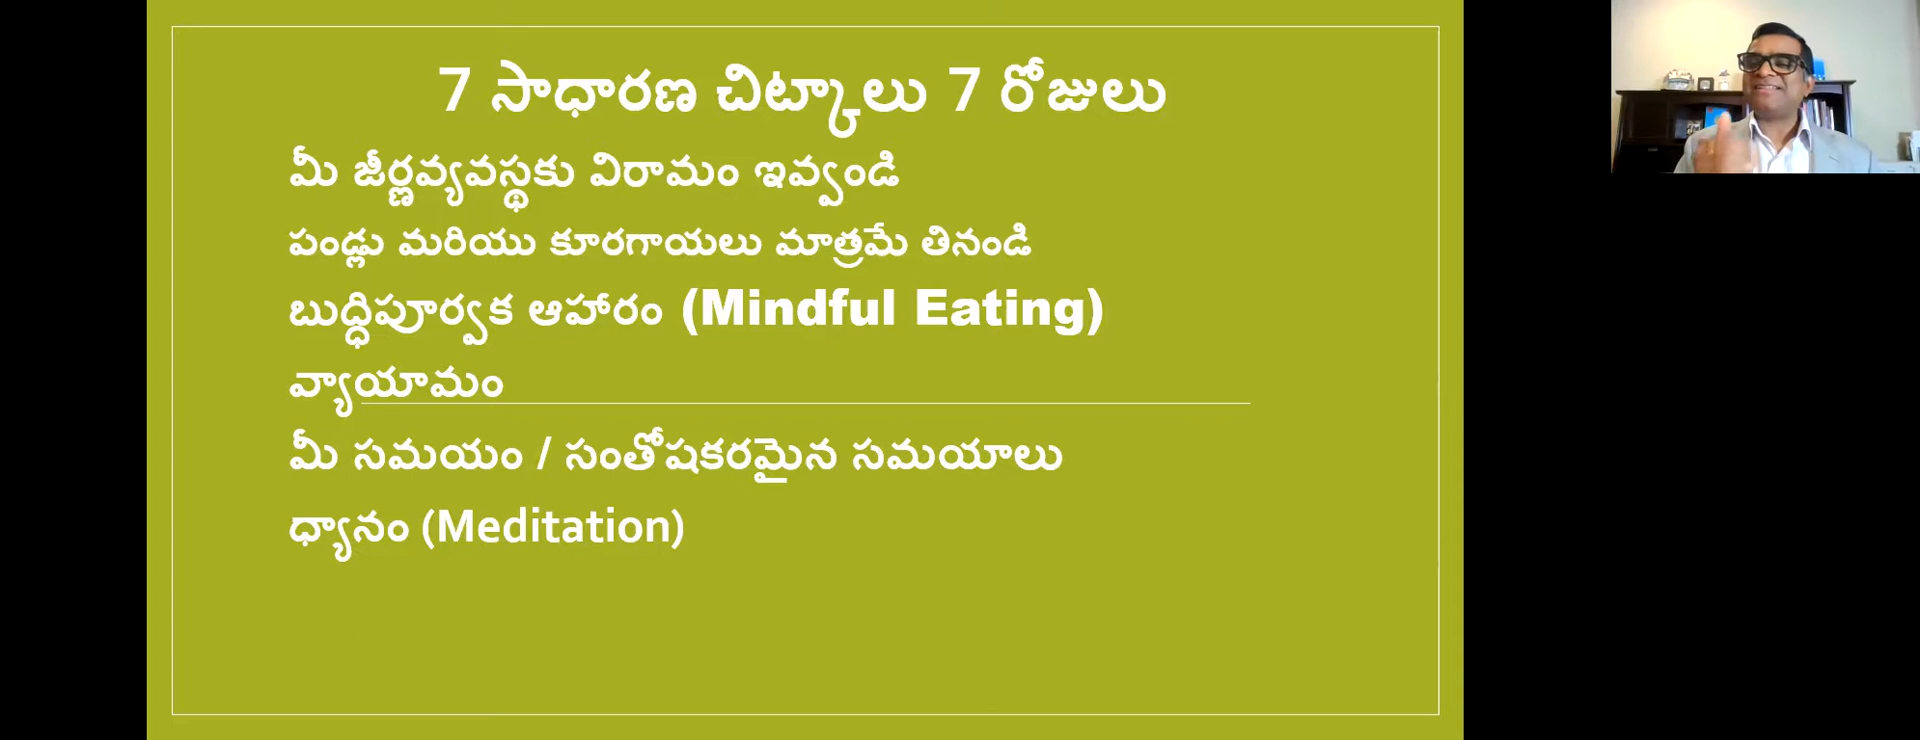 7 సాధారణ చిట్కాలు 7 రోజులు
మీ జీర్ణవ్యవస్థకు విరామం ఇవ్వండి
పండ్లు మరియు కూరగాయలు మాత్రమే తినండి
బుద్ధిపూర్వక ఆహారం (Mindful Eating)
వ్యాయామం
మీ సమయం / సంతోషకరమైన సమయాలు
ధ్యానం (Meditation)